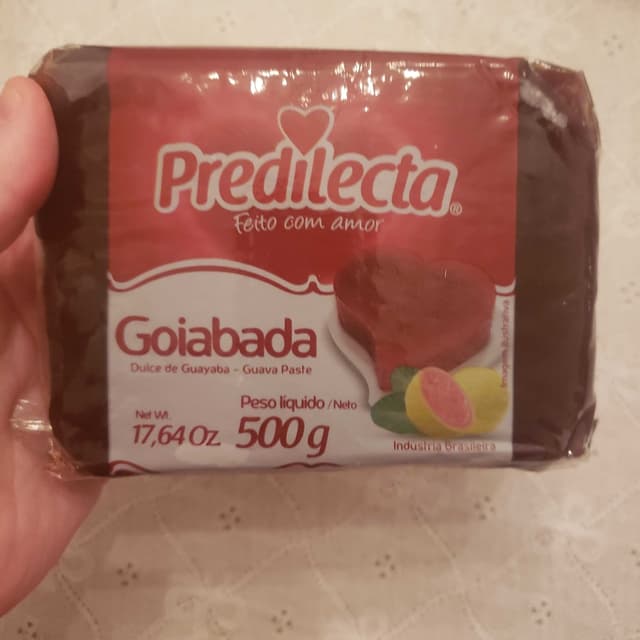 Predilecta®
Feito com amor
Goiabada
Dulce de Guayaba - Guava Paste
Peso líquido / Neto
Net Wt.
17,64 Oz. 500 g
Indústria Brasileira
Imagem ilustrativa